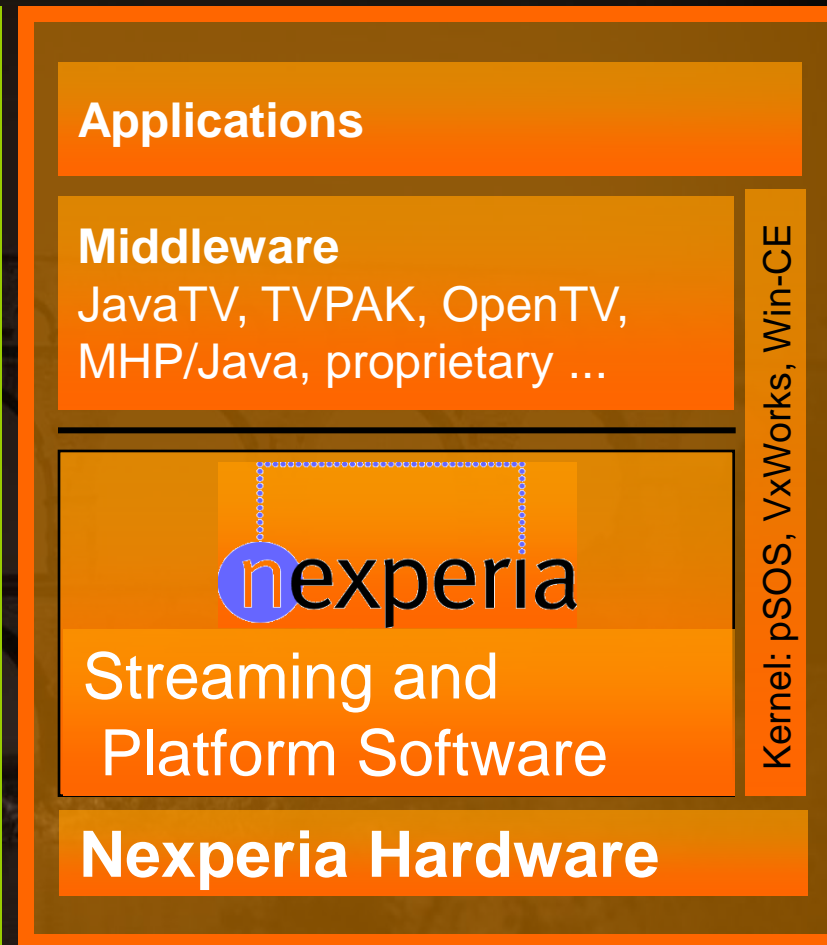 Applications
Middleware
JavaTV, TVPAK, OpenTV,
MHP/Java, proprietary ...
Kernel: pSOS, VxWorks, Win-CE
nexperia
Streaming and
Platform Software
Nexperia Hardware